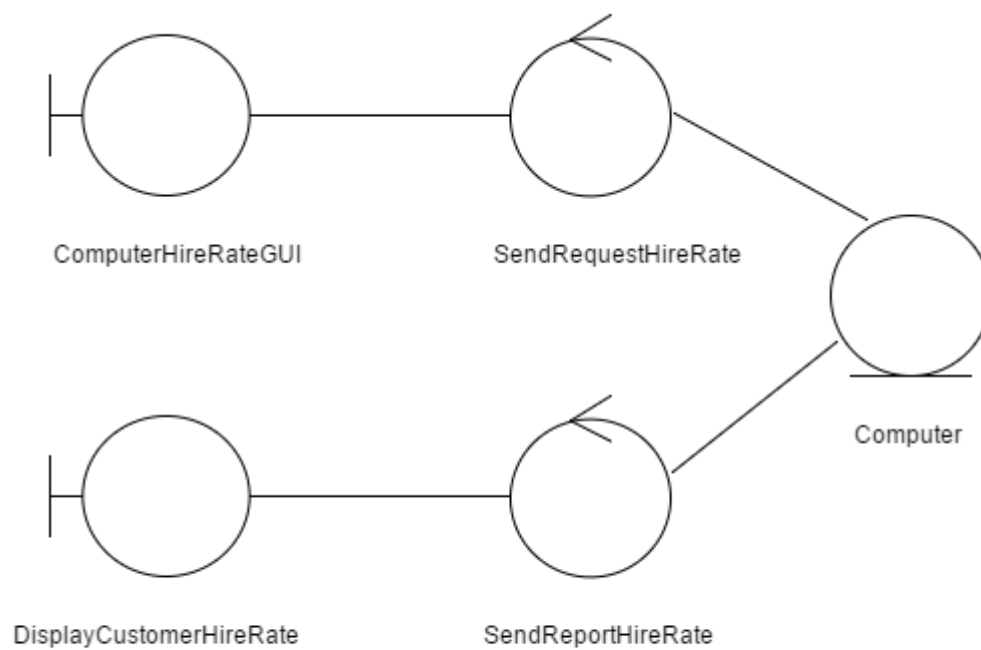 ComputerHireRateGUI
SendRequestHireRate
Computer
DisplayCustomerHireRate
SendReportHireRate